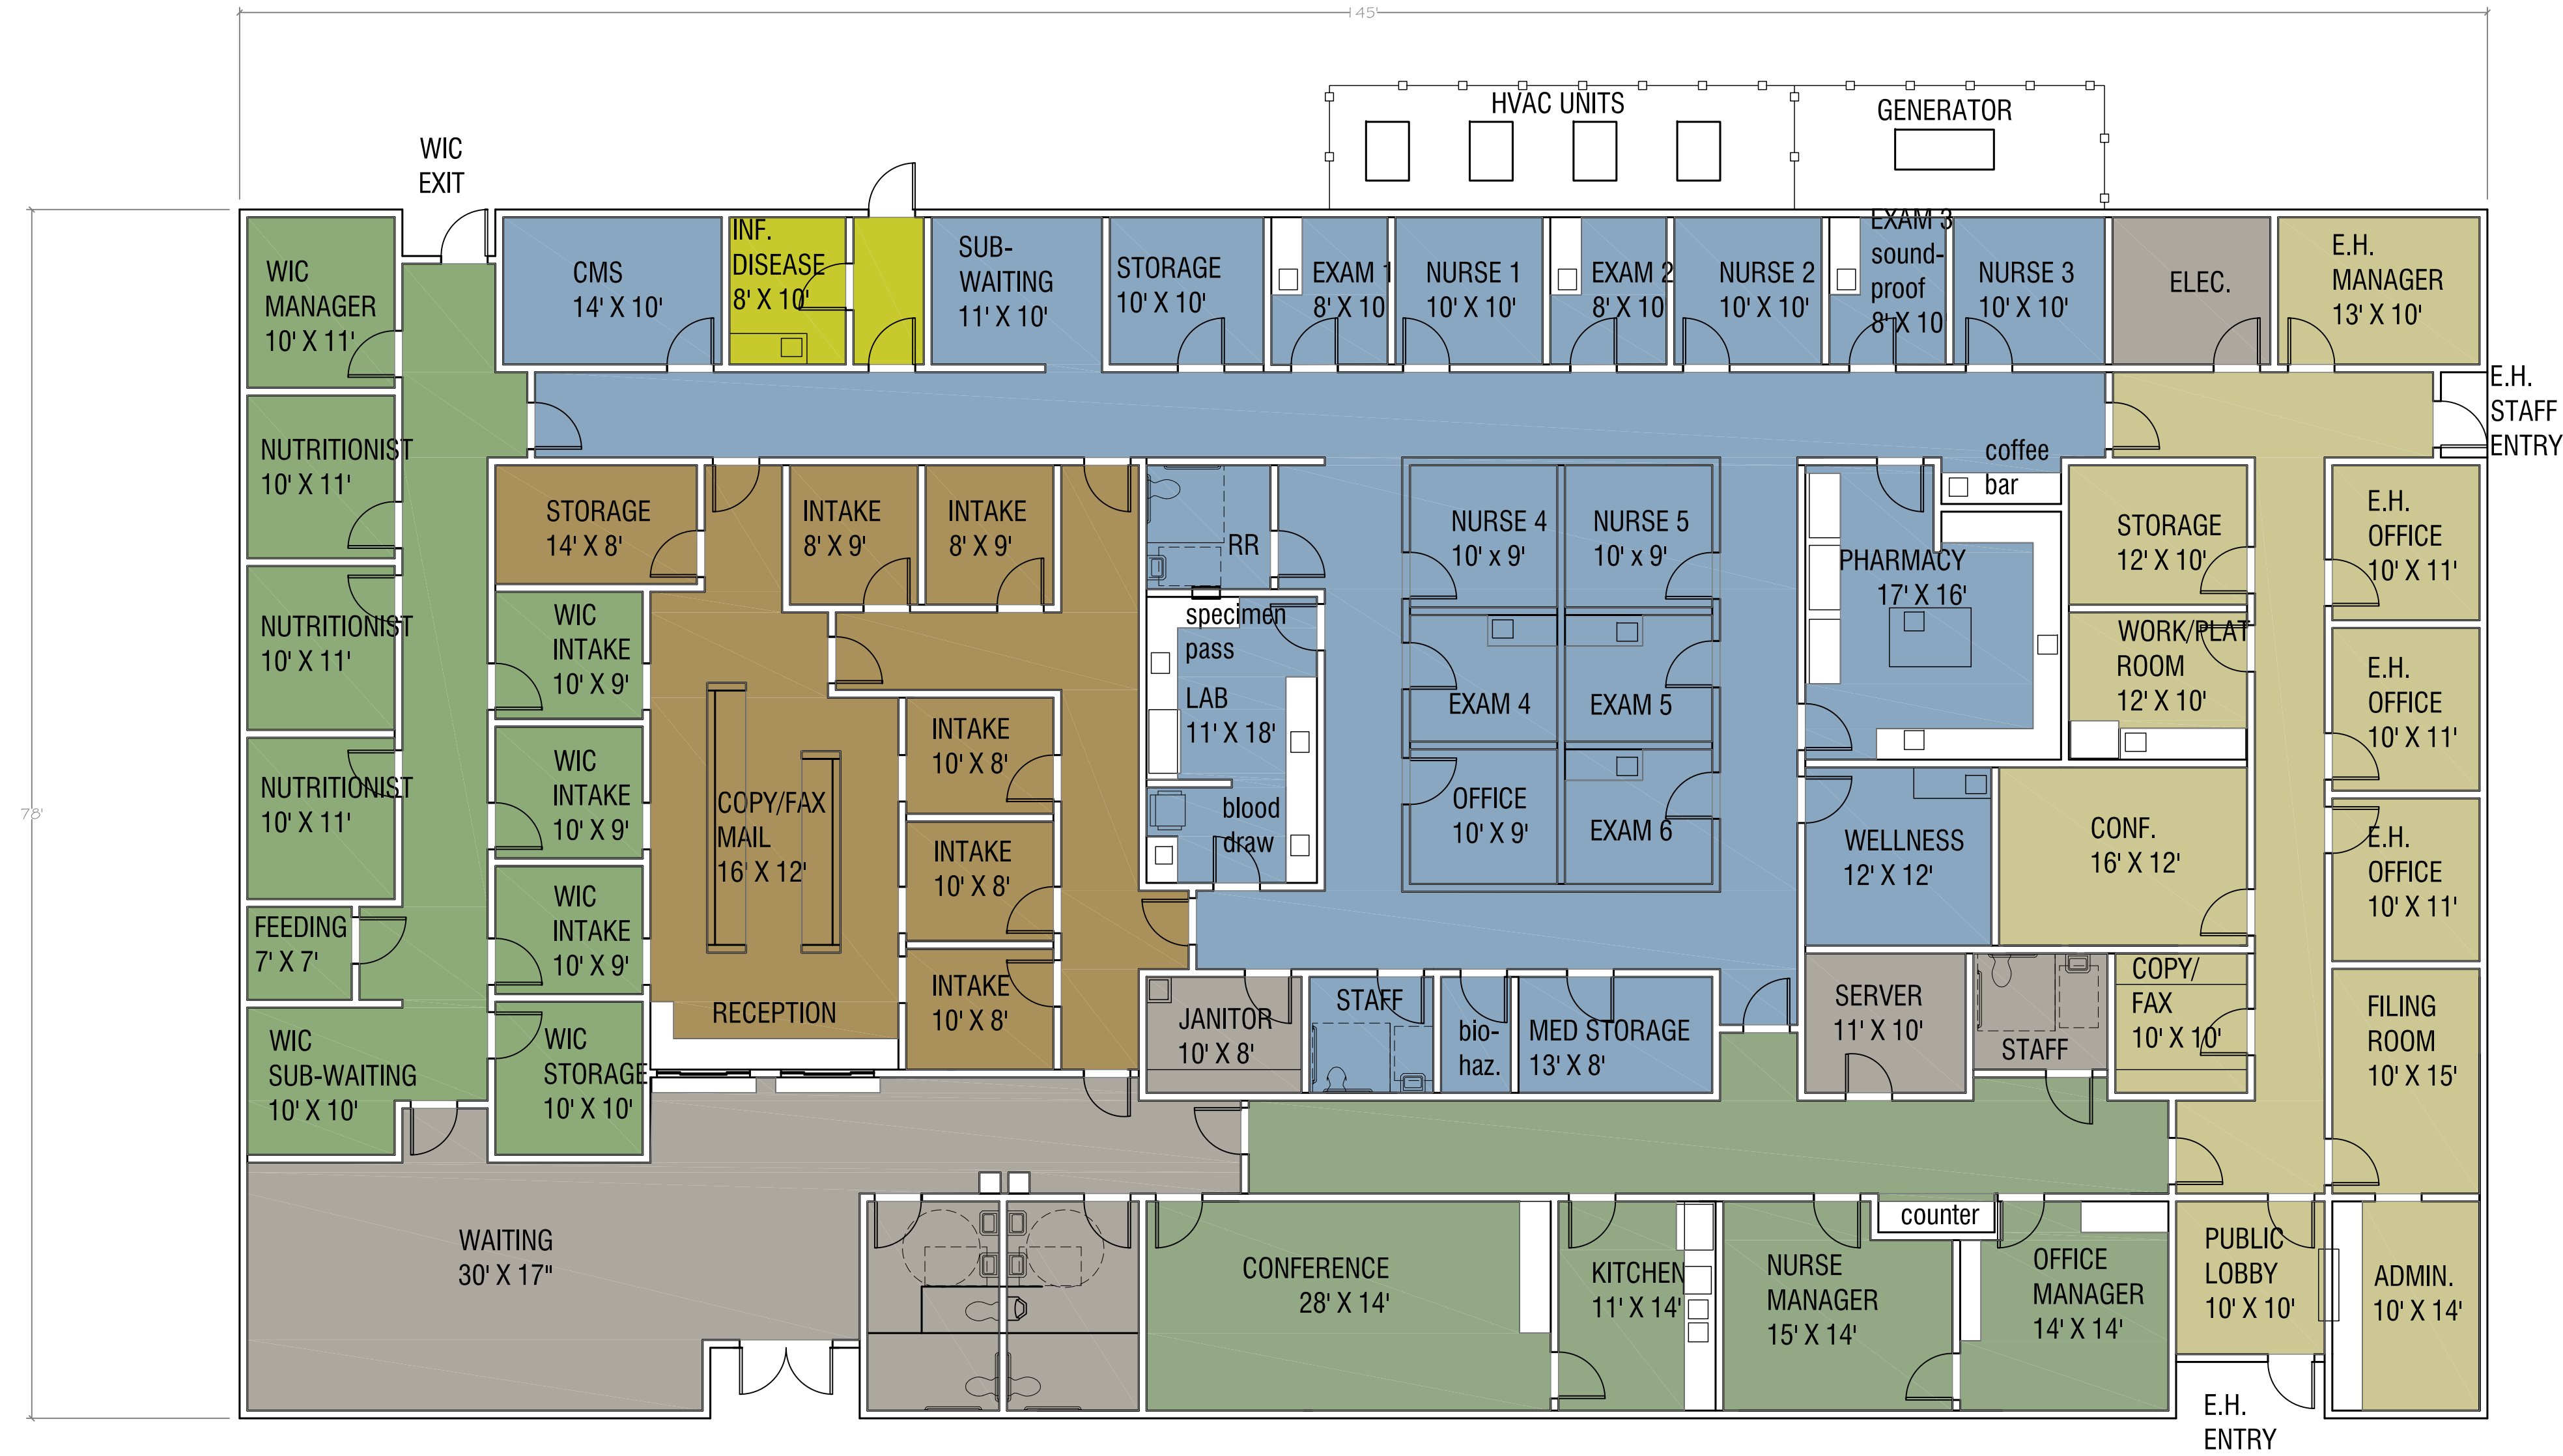 145'
HVAC UNITS
GENERATOR
WIC
EXIT
WIC
MANAGER
10' X 11'
CMS
14' X 10'
INF.
DISEASE
8' X 10'
SUB-
WAITING
11' X 10'
STORAGE
10' X 10'
EXAM 1
8' X 10
NURSE 1
10' X 10'
EXAM 2
8' X 10
NURSE 2
10' X 10'
EXAM 3
sound-
proof
8' X 10'
NURSE 3
10' X 10'
ELEC.
E.H.
MANAGER
13' X 10'
E.H.
STAFF
ENTRY
NUTRITIONIST
10' X 11'
STORAGE
14' X 8'
INTAKE
8' X 9'
INTAKE
8' X 9'
RR
NURSE 4
10' x 9'
NURSE 5
10' x 9'
coffee
bar
PHARMACY
17' X 16'
STORAGE
12' X 10'
E.H.
OFFICE
10' X 11'
NUTRITIONIST
10' X 11'
WIC
INTAKE
10' X 9'
specimen
pass
LAB
11' X 18'
EXAM 4
EXAM 5
WORK/PLAT
ROOM
12' X 10'
E.H.
OFFICE
10' X 11'
78'
NUTRITIONIST
10' X 11'
WIC
INTAKE
10' X 9'
COPY/FAX
MAIL
16' X 12'
INTAKE
10' X 8'
INTAKE
10' X 8'
blood
draw
OFFICE
10' X 9'
EXAM 6
WELLNESS
12' X 12'
CONF.
16' X 12'
E.H.
OFFICE
10' X 11'
FEEDING
7' X 7'
WIC
INTAKE
10' X 9'
RECEPTION
INTAKE
10' X 8'
JANITOR
10' X 8'
STAFF
bio-
haz.
MED STORAGE
13' X 8'
SERVER
11' X 10'
STAFF
COPY/
FAX
10' X 10'
FILING
ROOM
10' X 15'
WIC
SUB-WAITING
10' X 10'
WIC
STORAGE
10' X 10'
WAITING
30' X 17"
CONFERENCE
28' X 14'
KITCHEN
11' X 14'
NURSE
MANAGER
15' X 14'
counter
OFFICE
MANAGER
14' X 14'
PUBLIC
LOBBY
10' X 10'
ADMIN.
10' X 14'
E.H.
ENTRY